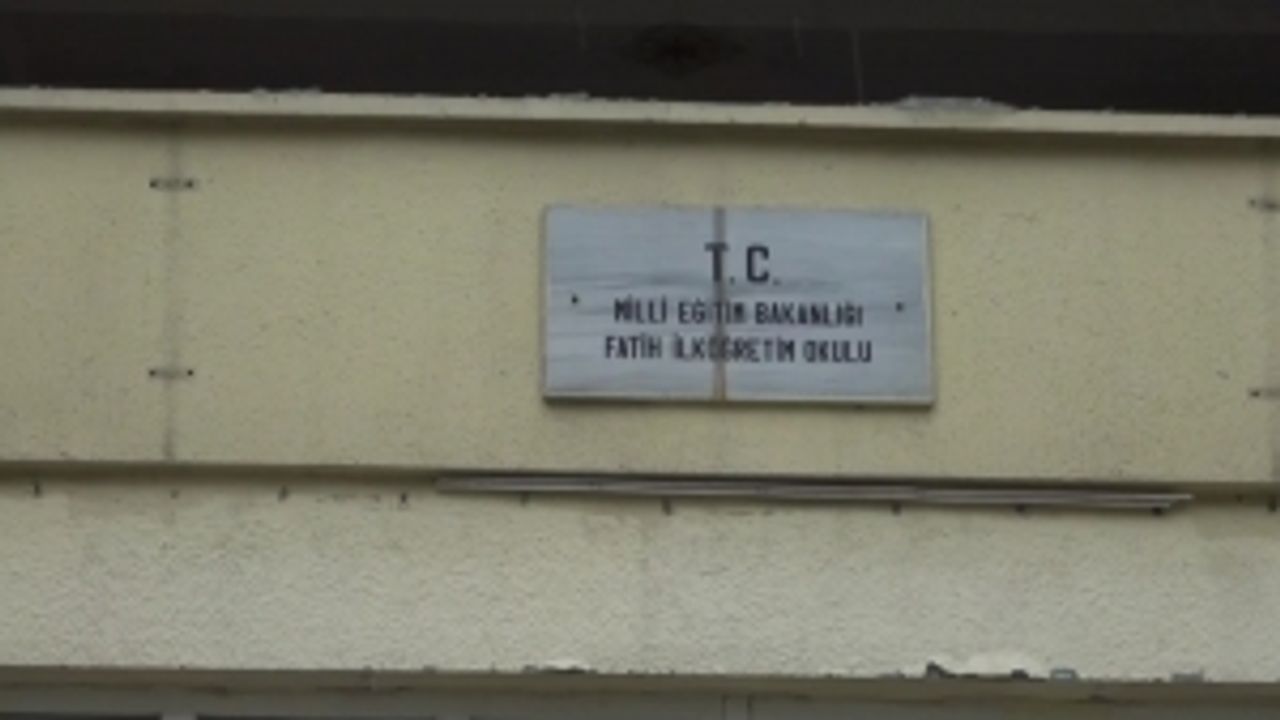 T. C.
MİLLİ EĞİTİM BAKANLIĞI
FATİH İLKÖĞRETİM OKULU